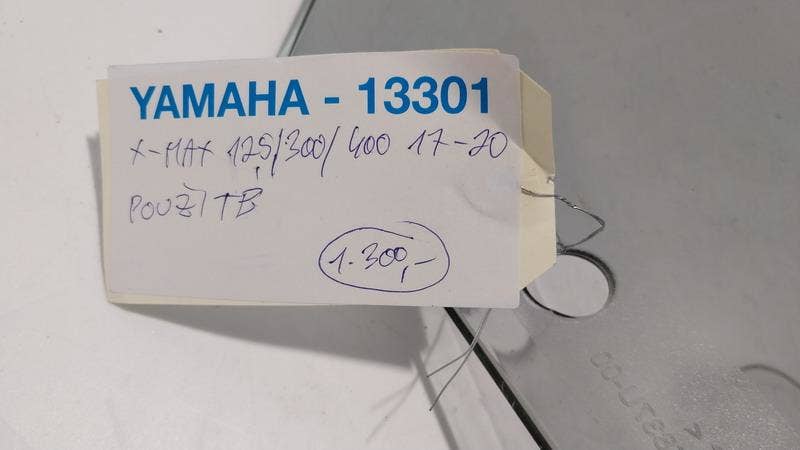 YAMAHA - 13301
X-MAX 125/300/400 17-20
POUŽITÉ
1.300,-